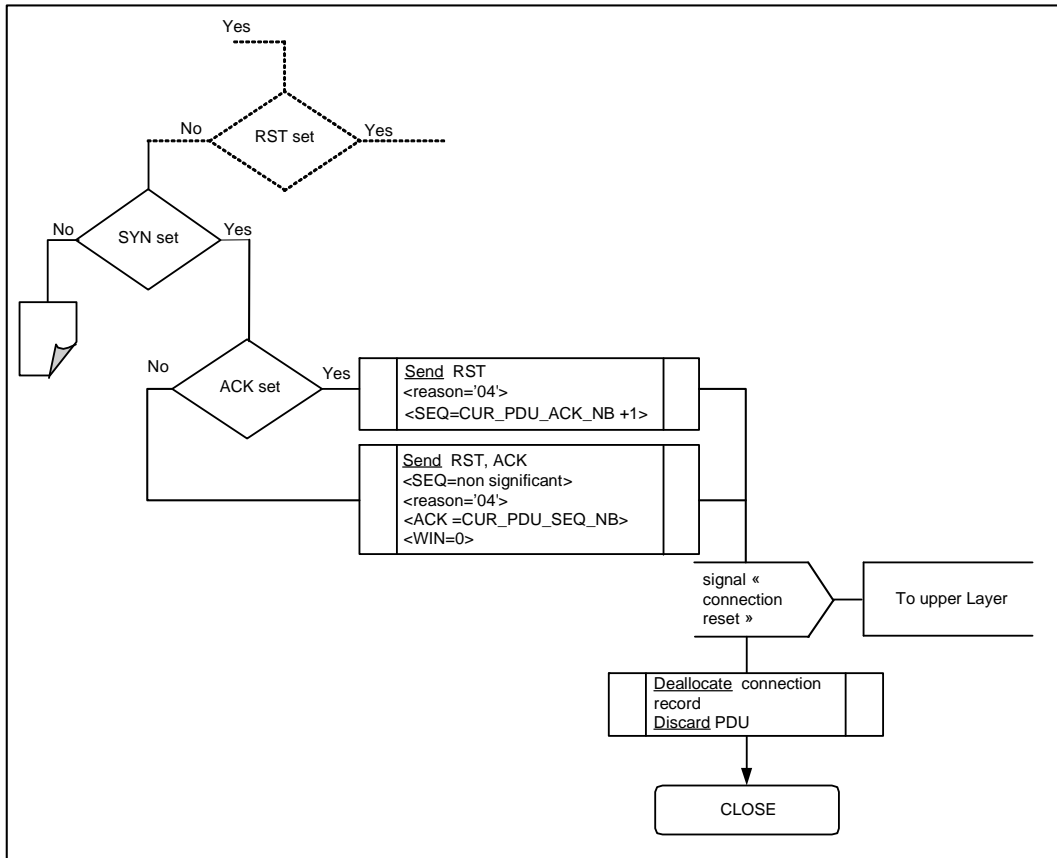 Yes
No
RST set
Yes
No
SYN set
Yes
No
ACK set
Yes
Send RST
<reason='04'>
<SEQ=CUR_PDU_ACK_NB +1>
Send RST, ACK
<SEQ=non significant>
<reason='04'>
<ACK =CUR_PDU_SEQ_NB>
<WIN=0>
signal «
connection
reset »
To upper Layer
Deallocate connection
record
Discard PDU
CLOSE